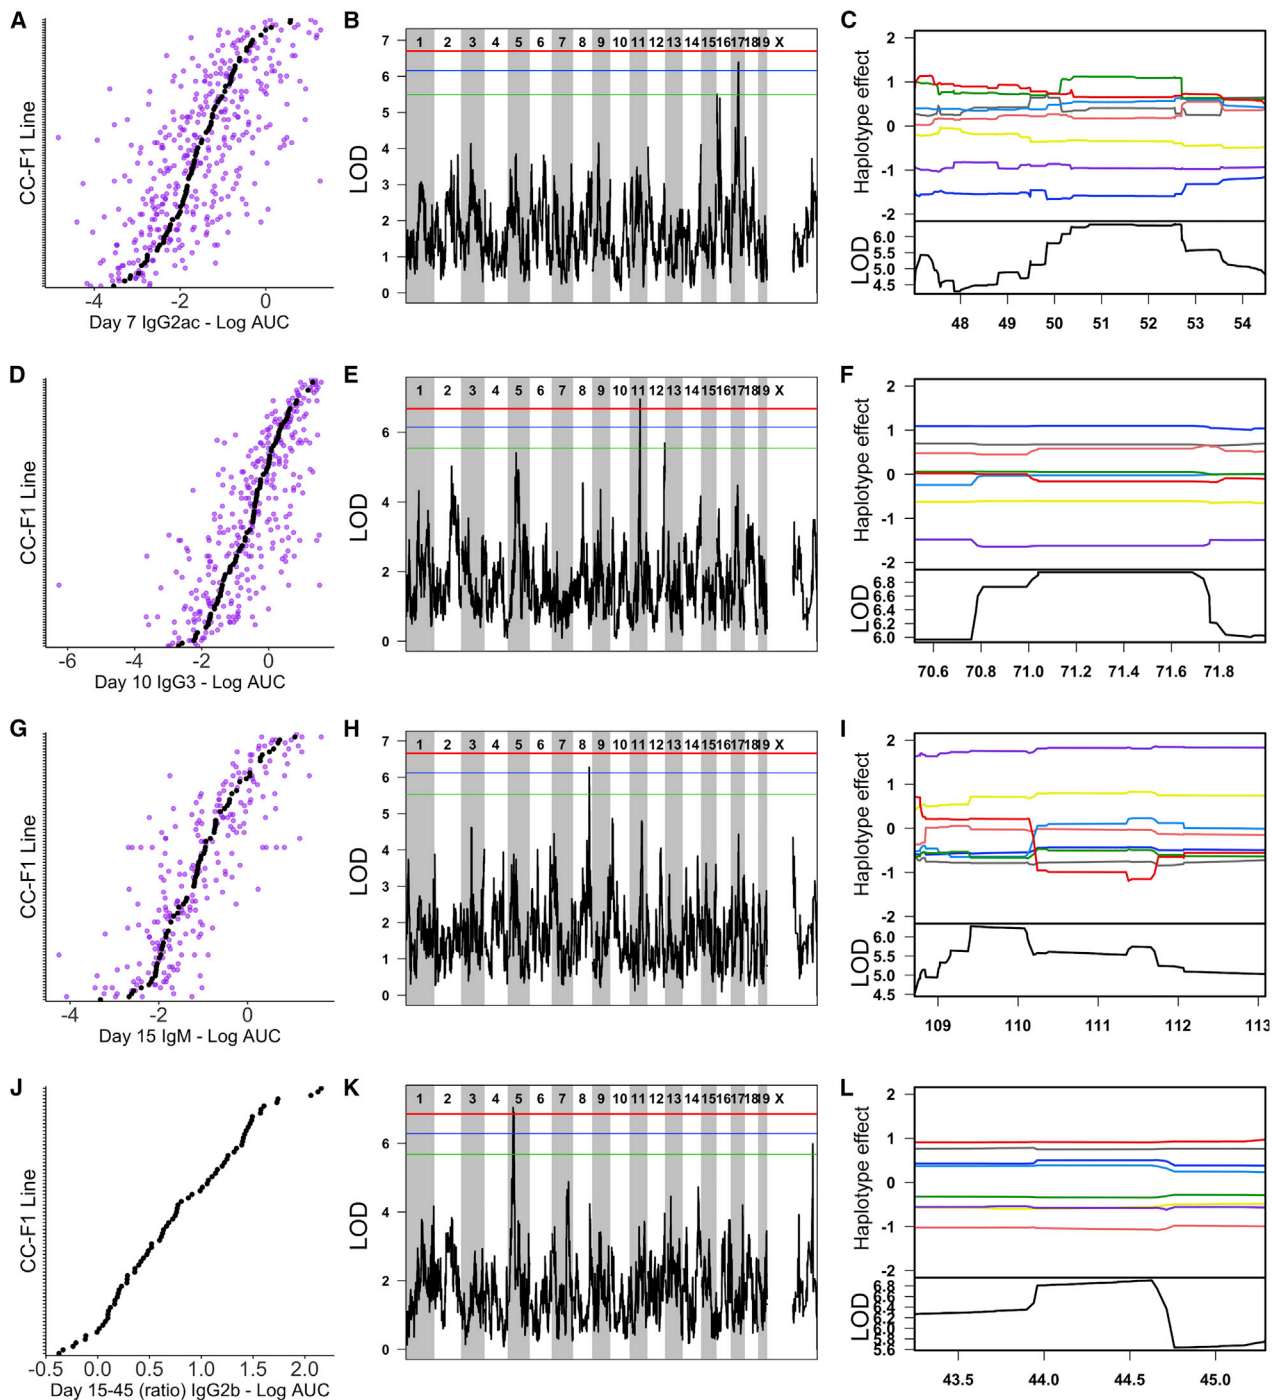 A
CC-F1 Line
-4 -2 0
Day 7 IgG2ac - Log AUC
B
LOD
7
6
5
4
3
2
1
0
1 2 3 4 5 6 7 8 9 10 11 12 13 14 15 16 17 18 19 X
C
Haplotype effect
2
1
0
-1
-2
LOD
6.0
5.5
5.0
4.5
48 49 50 51 52 53 54
D
CC-F1 Line
-6 -4 -2 0
Day 10 IgG3 - Log AUC
E
LOD
6
4
2
0
1 2 3 4 5 6 7 8 9 10 11 12 13 14 15 16 17 18 19 X
F
Haplotype effect
2
1
0
-1
-2
LOD
6.8
6.6
6.4
6.2
6.0
70.6 70.8 71.0 71.2 71.4 71.6 71.8
G
CC-F1 Line
-4 -2 0
Day 15 IgM - Log AUC
H
LOD
7
6
5
4
3
2
1
0
1 2 3 4 5 6 7 8 9 10 11 12 13 14 15 16 17 18 19 X
I
Haplotype effect
2
1
0
-1
-2
LOD
6.0
5.5
5.0
4.5
109 110 111 112 113
J
CC-F1 Line
-0.5 0.0 0.5 1.0 1.5 2.0
Day 15-45 (ratio) IgG2b - Log AUC
K
LOD
6
4
2
0
1 2 3 4 5 6 7 8 9 10 11 12 13 14 15 16 17 18 19 X
L
Haplotype effect
2
1
0
-1
-2
LOD
6.8
6.6
6.4
6.2
6.0
5.8
5.6
43.5 44.0 44.5 45.0